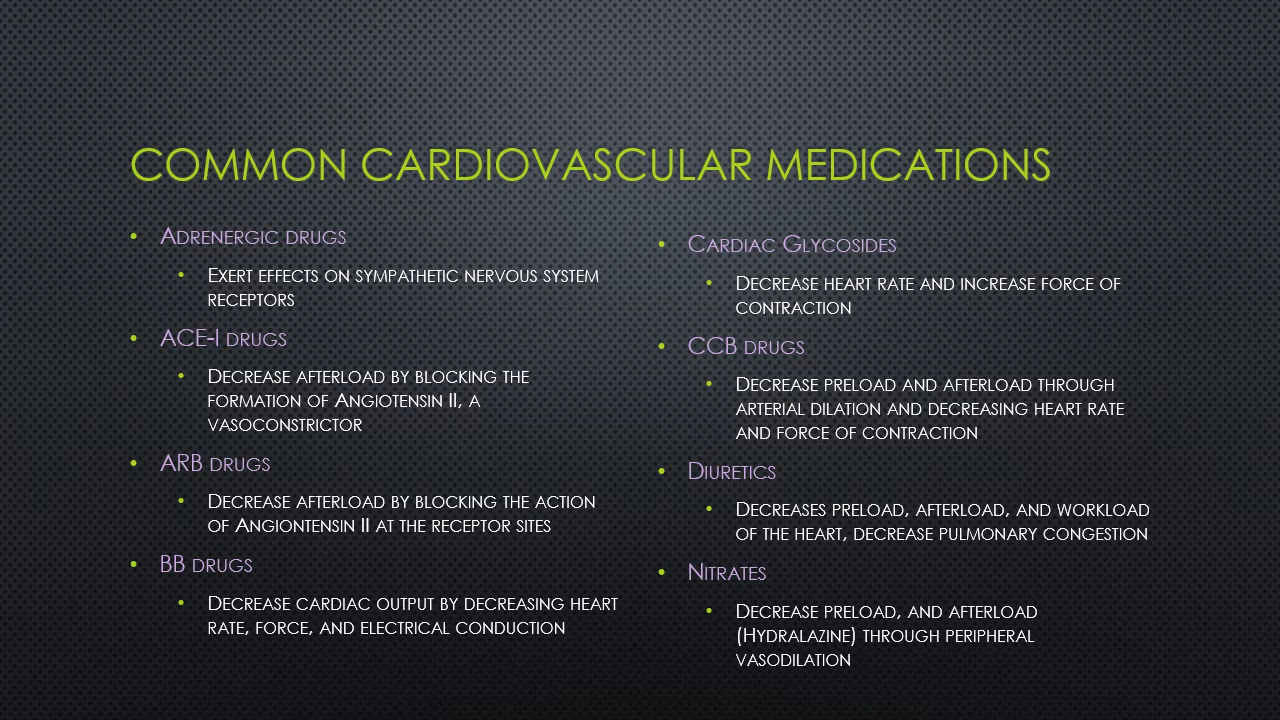 COMMON CARDIOVASCULAR MEDICATIONS
• ADRENERGIC DRUGS
• EXERT EFFECTS ON SYMPATHETIC NERVOUS SYSTEM
RECEPTORS
• ACE-I DRUGS
• DECREASE AFTERLOAD BY BLOCKING THE
FORMATION OF ANGIOTENSIN II, A
VASOCONSTRICTOR
• ARB DRUGS
• DECREASE AFTERLOAD BY BLOCKING THE ACTION
OF ANGIONTENSIN II AT THE RECEPTOR SITES
• BB DRUGS
• DECREASE CARDIAC OUTPUT BY DECREASING HEART
RATE, FORCE, AND ELECTRICAL CONDUCTION
• CARDIAC GLYCOSIDES
• DECREASE HEART RATE AND INCREASE FORCE OF
CONTRACTION
• CCB DRUGS
• DECREASE PRELOAD AND AFTERLOAD THROUGH
ARTERIAL DILATION AND DECREASING HEART RATE
AND FORCE OF CONTRACTION
• DIURETICS
• DECREASES PRELOAD, AFTERLOAD, AND WORKLOAD
OF THE HEART, DECREASE PULMONARY CONGESTION
• NITRATES
• DECREASE PRELOAD, AND AFTERLOAD
(HYDRALAZINE) THROUGH PERIPHERAL
VASODILATION